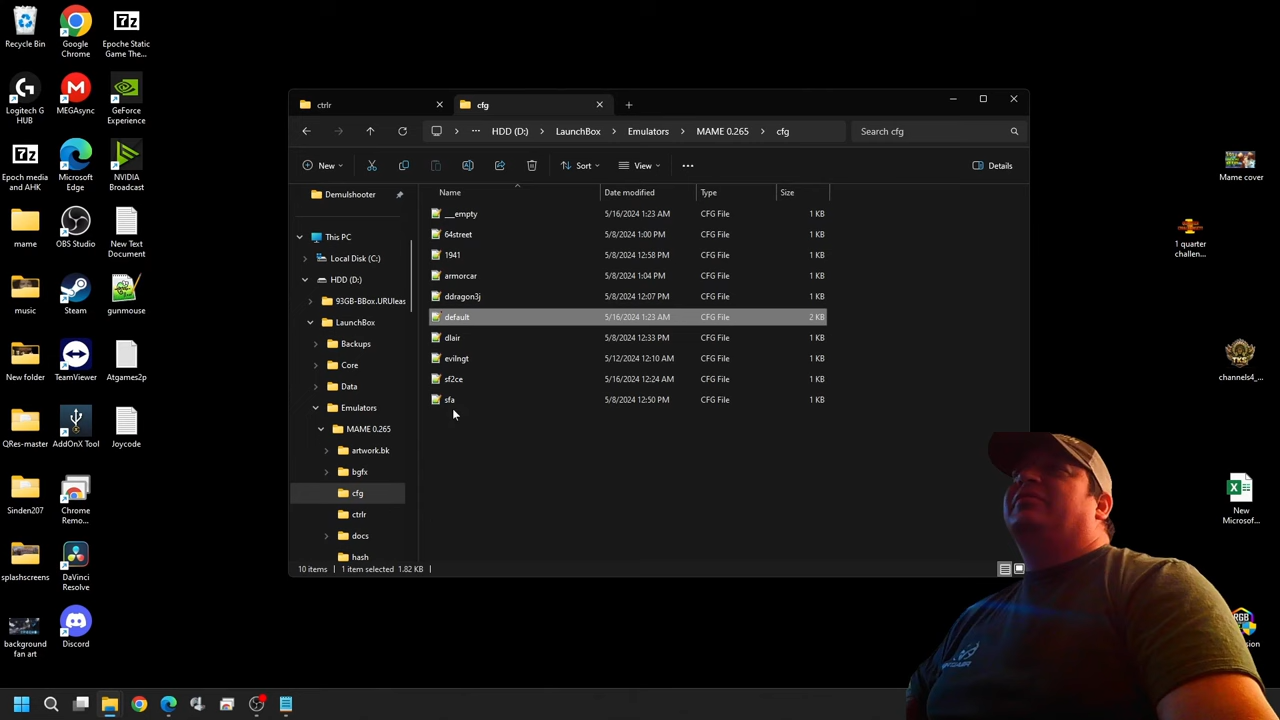 Recycle Bin
Google Chrome
Epoche Static Game The...
Logitech G HUB
MEGAsync
GeForce Experience
Epoch media and AHK
Microsoft Edge
NVIDIA Broadcast
mame
OBS Studio
New Text Document
music
Steam
gunmouse
New folder
TeamViewer
Atgames2p
QRes-master
AddOnX Tool
Joycode
Sinden207
Chrome Remo...
splashscreens
DaVinci Resolve
background fan art
Discord
ctrlr
cfg
HDD (D:)
LaunchBox
Emulators
MAME 0.265
cfg
Search cfg
New
Sort
View
Details
Demulshooter
This PC
Local Disk (C:)
HDD (D:)
93GB-BBox.URUleas
LaunchBox
Backups
Core
Data
Emulators
MAME 0.265
artwork.bk
bgfx
cfg
ctrlr
docs
hash
Name Date modified Type Size
__empty 5/16/2024 1:23 AM CFG File 1 KB
64street 5/8/2024 1:00 PM CFG File 1 KB
1941 5/8/2024 12:58 PM CFG File 1 KB
armorcar 5/8/2024 1:04 PM CFG File 1 KB
ddragon3j 5/8/2024 12:07 PM CFG File 1 KB
default 5/16/2024 1:23 AM CFG File 2 KB
dlair 5/8/2024 12:33 PM CFG File 1 KB
evilngt 5/12/2024 12:10 AM CFG File 1 KB
sf2ce 5/16/2024 12:24 AM CFG File 1 KB
sfa 5/8/2024 12:50 PM CFG File 1 KB
10 items 1 item selected 1.82 KB
Mame cover
1 quarter challen...
channels4_...
New Microsof...